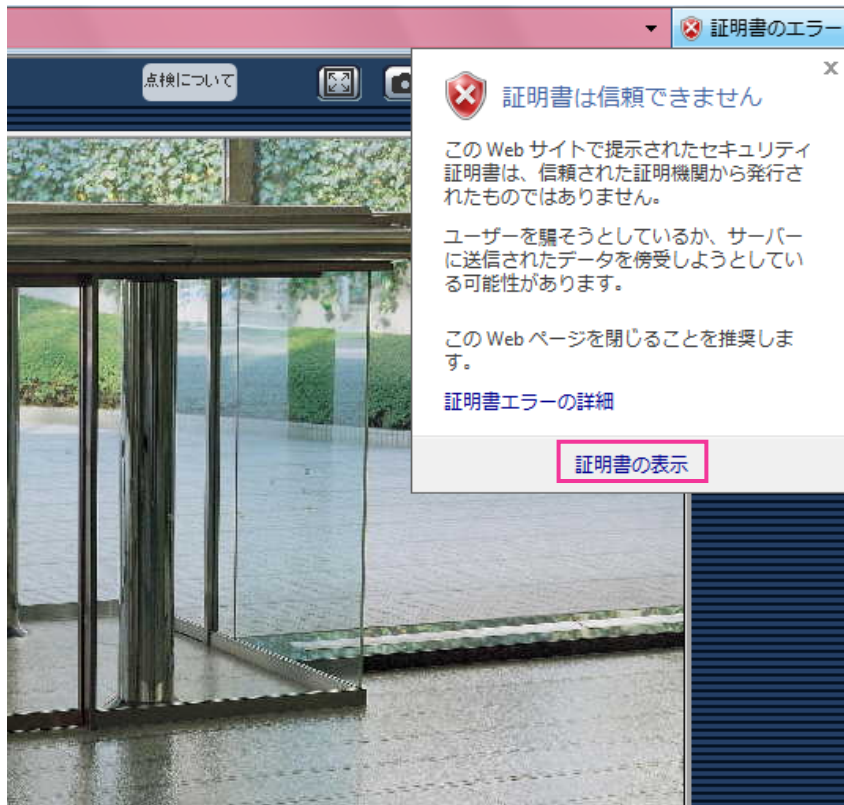 証明書のエラー
点検について
証明書は信頼できません
x
この Web サイトで提示されたセキュリティ
証明書は、信頼された証明機関から発行さ
れたものではありません。
ユーザーを騙そうとしているか、サーバー
に送信されたデータを傍受しようとしてい
る可能性があります。
この Web ページを閉じることを推奨しま
す。
証明書エラーの詳細
証明書の表示